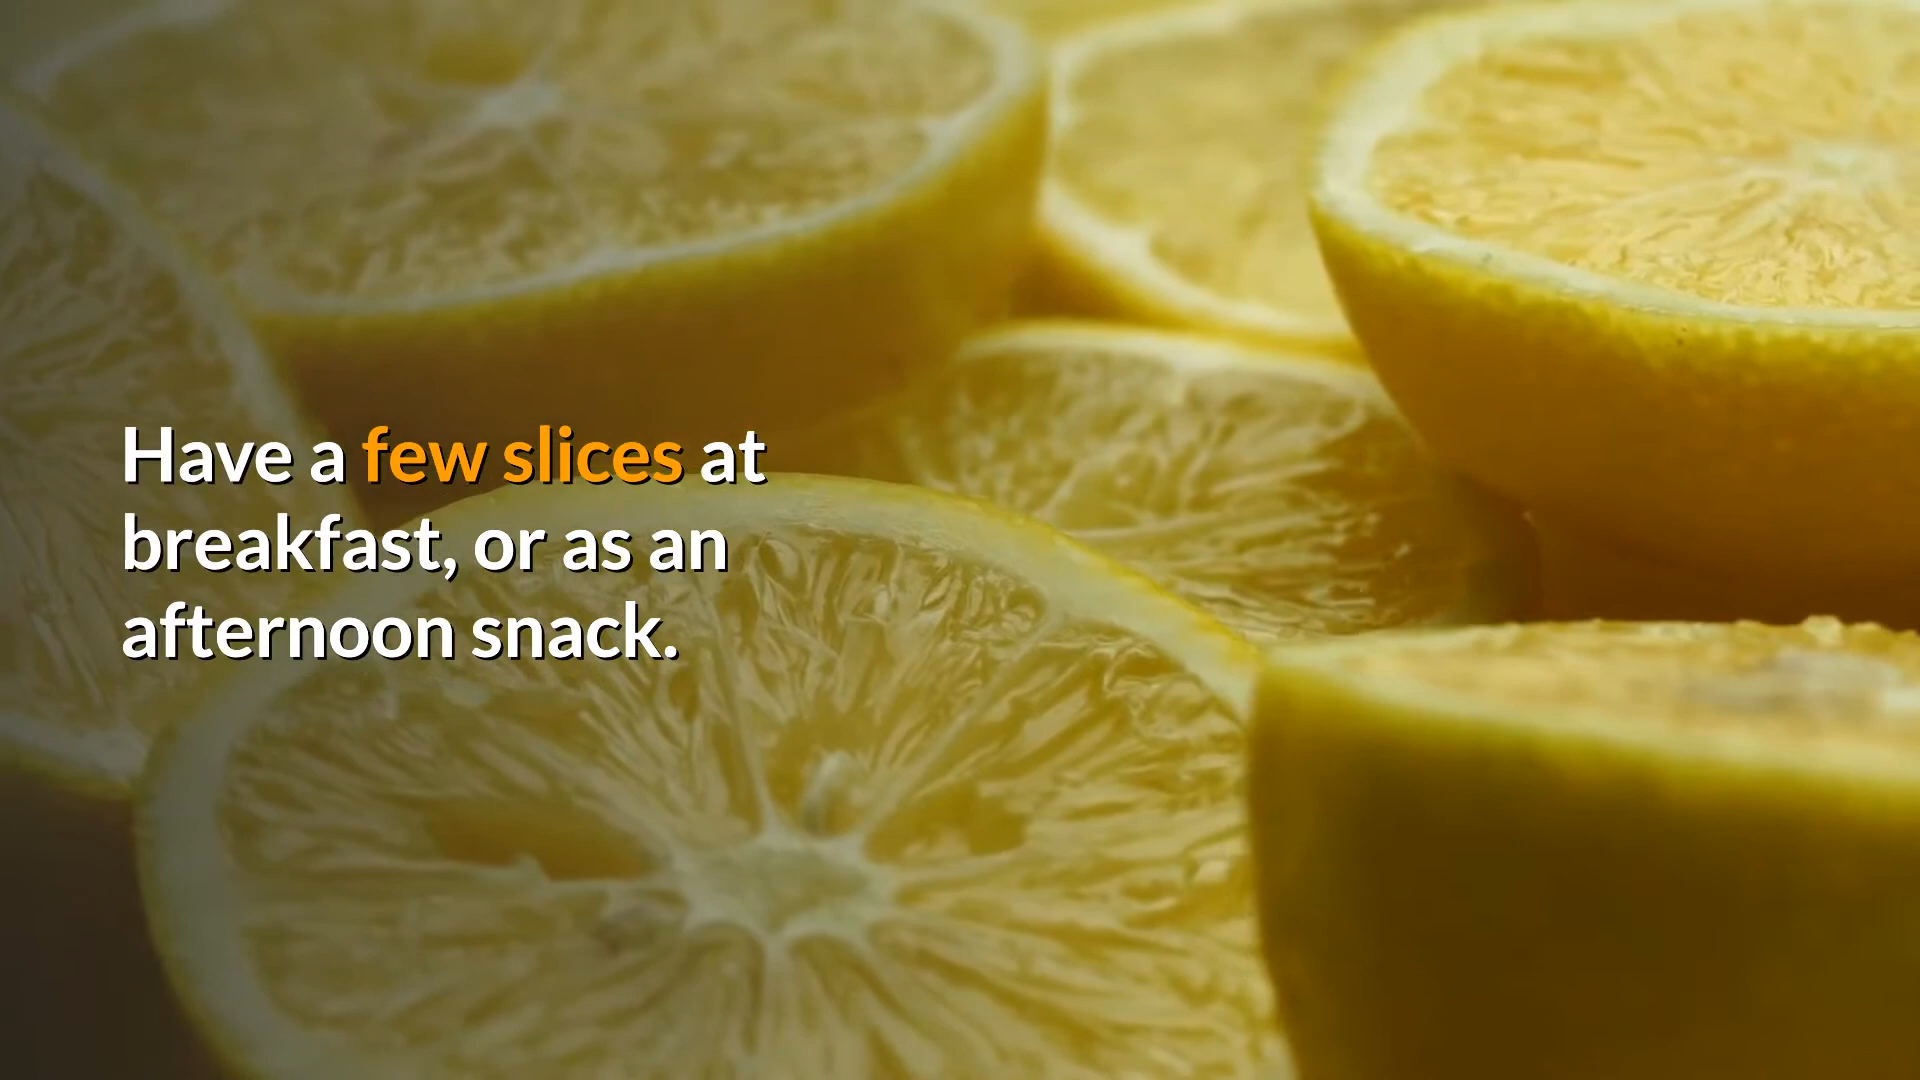 Have a few slices at
breakfast, or as an
afternoon snack.